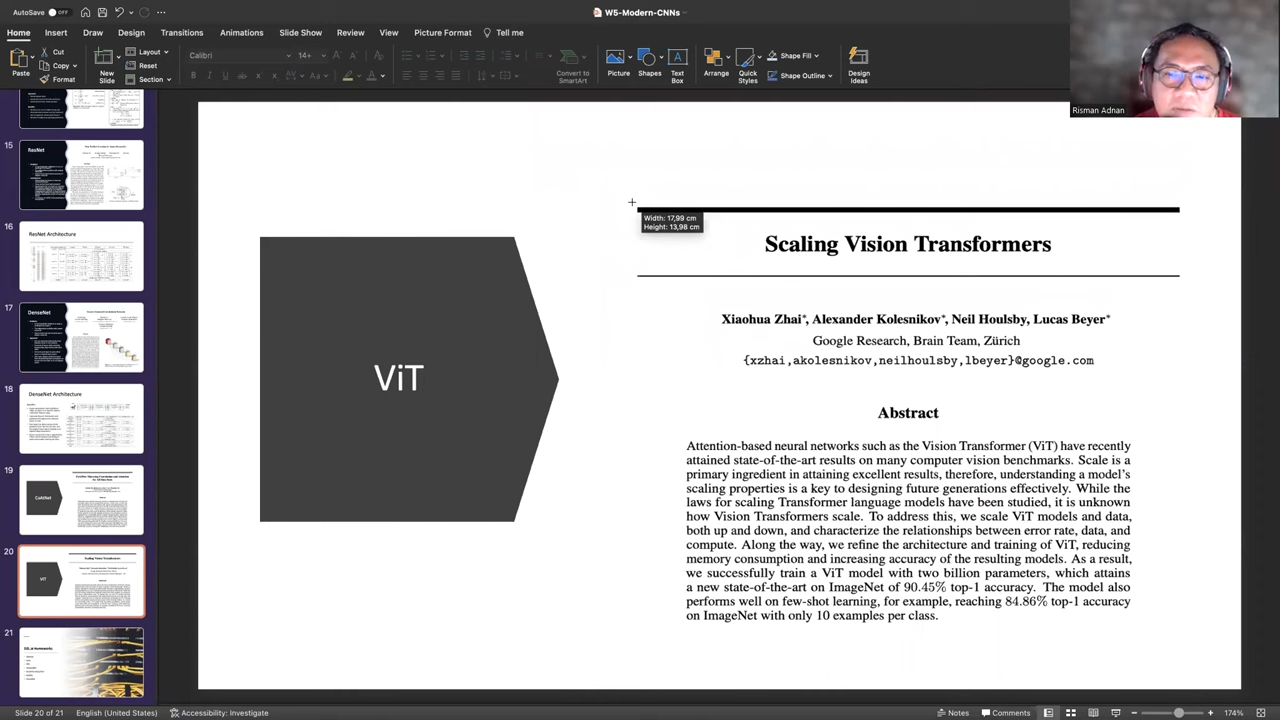 AutoSave OFF
W5-Modern-CNNs
Home Insert Draw Design Transitions Animations Slide Show Review View Picture Format Tell me
Paste
Cut
Copy
Format
New Slide
Layout
Reset
Section
Calibri 14+
Convert to SmartArt
Picture
Shapes
Text Box
Arrange
Quick Styles
Shape Fill
Shape Outline
Design Ideas
Risman Adnan
15
ResNet
16
ResNet Architecture
17
DenseNet
18
DenseNet Architecture
19
CoAtNet
20
ViT
Scaling Vision Transformers
21
ViT
Width: 17,99 cm
Height: 13,98 cm
Scaling Vision Transformers
Xiaohua Zhai*, Alexander Kolesnikov*, Neil Houlsby, Lucas Beyer*
Google Research, Brain Team, Zürich
{xzhai,akolesnikov,neilhoulsby,lbeyer}@google.com
Abstract
Attention-based neural networks such as the Vision Transformer (ViT) have recently
attained state-of-the-art results on many computer vision benchmarks. Scale is a
primary ingredient in attaining excellent results, therefore, understanding a model's
scaling properties is a key to designing future generations effectively. While the
laws for scaling Transformer language models have been studied, it is unknown
how Vision Transformers scale. To address this, we scale ViT models and data,
both up and down, and characterize the relationships between error rate, data, and
compute. Along the way, we refine the architecture and training of ViT, reducing
memory consumption and increasing accuracy of the resulting models. As a result,
we successfully train a ViT model with two billion parameters, which attains
a new state-of-the-art on ImageNet of 90.45% top-1 accuracy. The model also
performs well on few-shot learning, for example, reaching 84.86% top-1 accuracy
on ImageNet with only 10 examples per class.
Slide 20 of 21 English (United States) Accessibility: Investigate
Notes Comments 174%